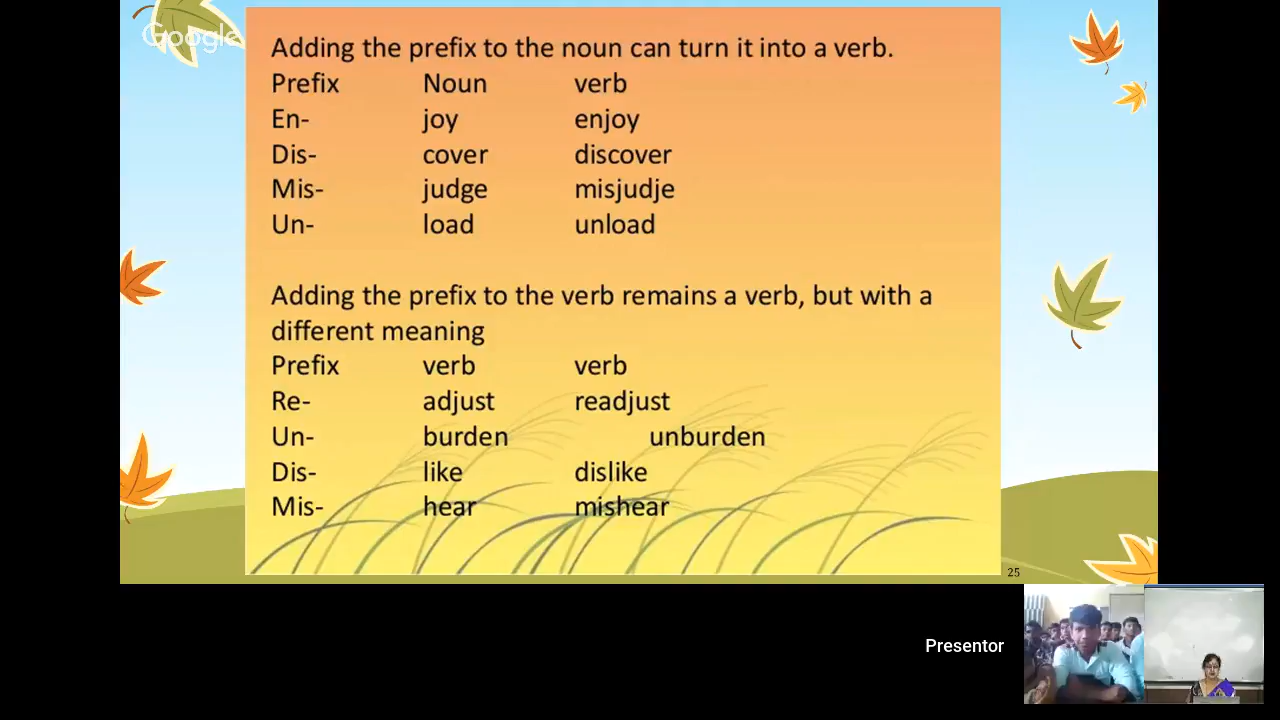 Google
Adding the prefix to the noun can turn it into a verb.
Prefix Noun verb
En- joy enjoy
Dis- cover discover
Mis- judge misjudje
Un- load unload
Adding the prefix to the verb remains a verb, but with a
different meaning
Prefix verb verb
Re- adjust readjust
Un- burden unburden
Dis- like dislike
Mis- hear mishear
25
Presentor